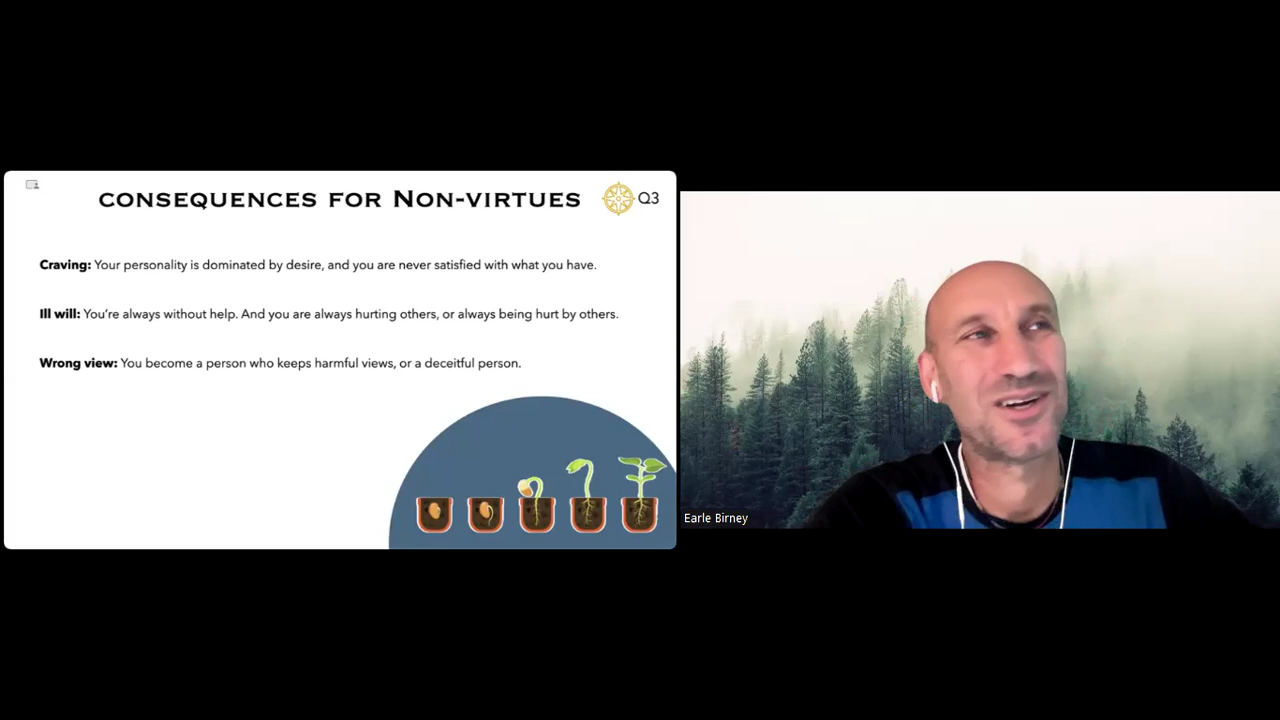 CONSEQUENCES FOR NON-VIRTUES
Q3
Craving: Your personality is dominated by desire, and you are never satisfied with what you have.
Ill will: You're always without help. And you are always hurting others, or always being hurt by others.
Wrong view: You become a person who keeps harmful views, or a deceitful person.
Earle Birney